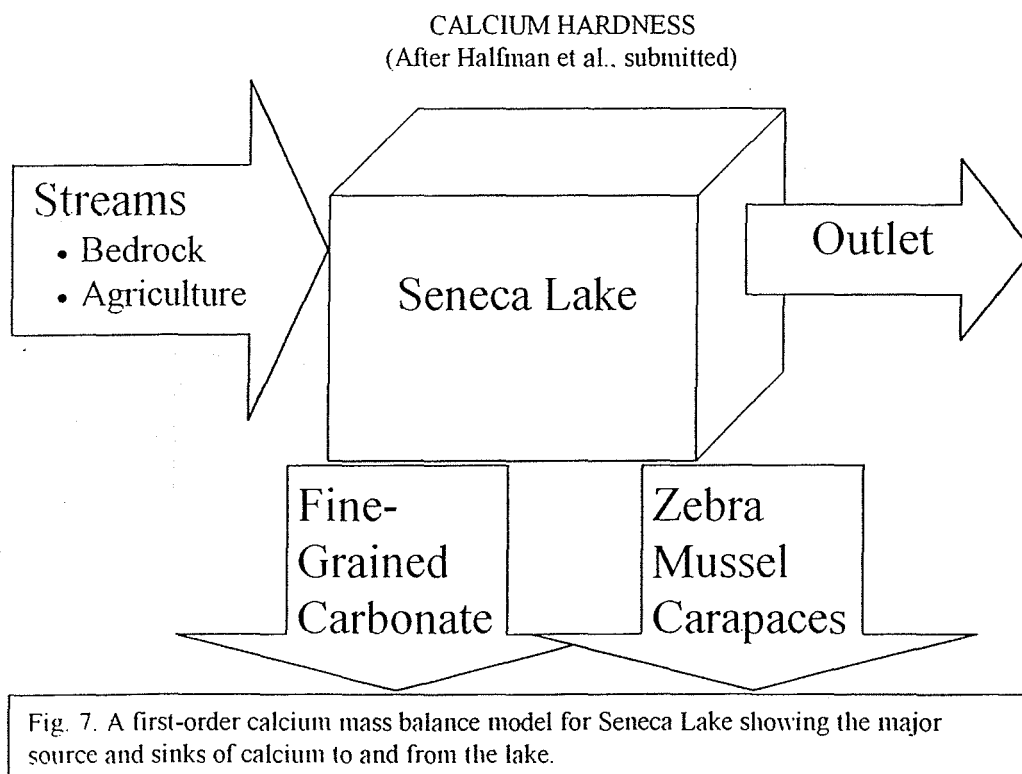 CALCIUM HARDNESS
(After Halfman et al., submitted)
Streams
• Bedrock
• Agriculture
Seneca Lake
Outlet
Fine-
Grained
Carbonate
Zebra
Mussel
Carapaces
Fig. 7. A first-order calcium mass balance model for Seneca Lake showing the major
source and sinks of calcium to and from the lake.